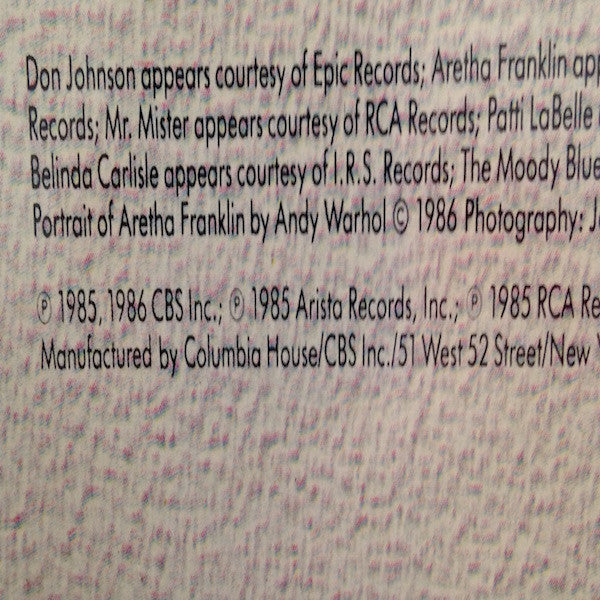 Don Johnson appears courtesy of Epic Records; Aretha Franklin app
Records; Mr. Mister appears courtesy of RCA Records; Patti LaBelle
Belinda Carlisle appears courtesy of I.R.S. Records; The Moody Blue
Portrait of Aretha Franklin by Andy Warhol © 1986 Photography: J
℗ 1985, 1986 CBS Inc.; ℗ 1985 Arista Records, Inc.; ℗ 1985 RCA Re
Manufactured by Columbia House/CBS Inc./51 West 52 Street/New